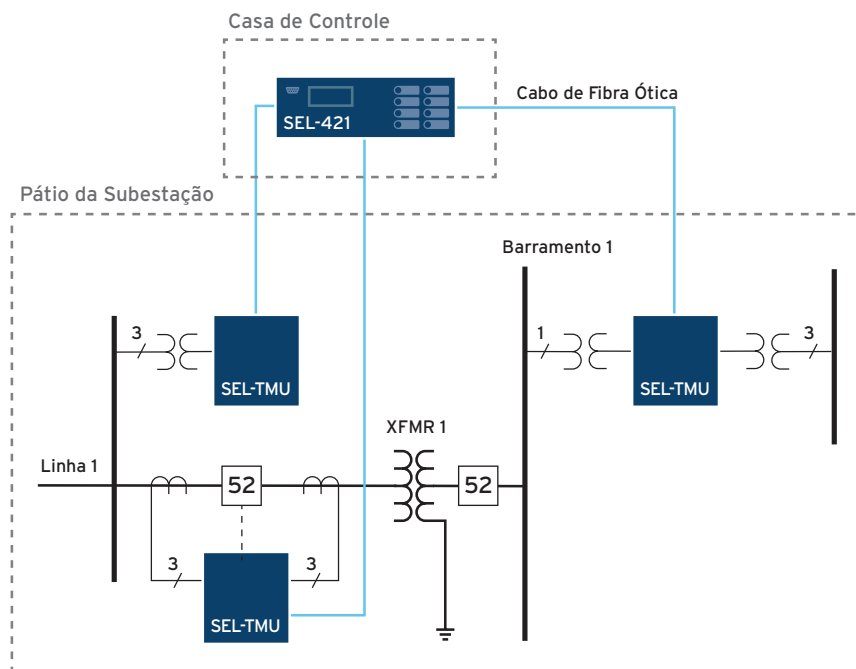 Casa de Controle
SEL-421
Cabo de Fibra Ótica
Pátio da Subestação
Barramento 1
3
SEL-TMU
1
SEL-TMU
3
XFMR 1
Linha 1
52
52
3
3
SEL-TMU